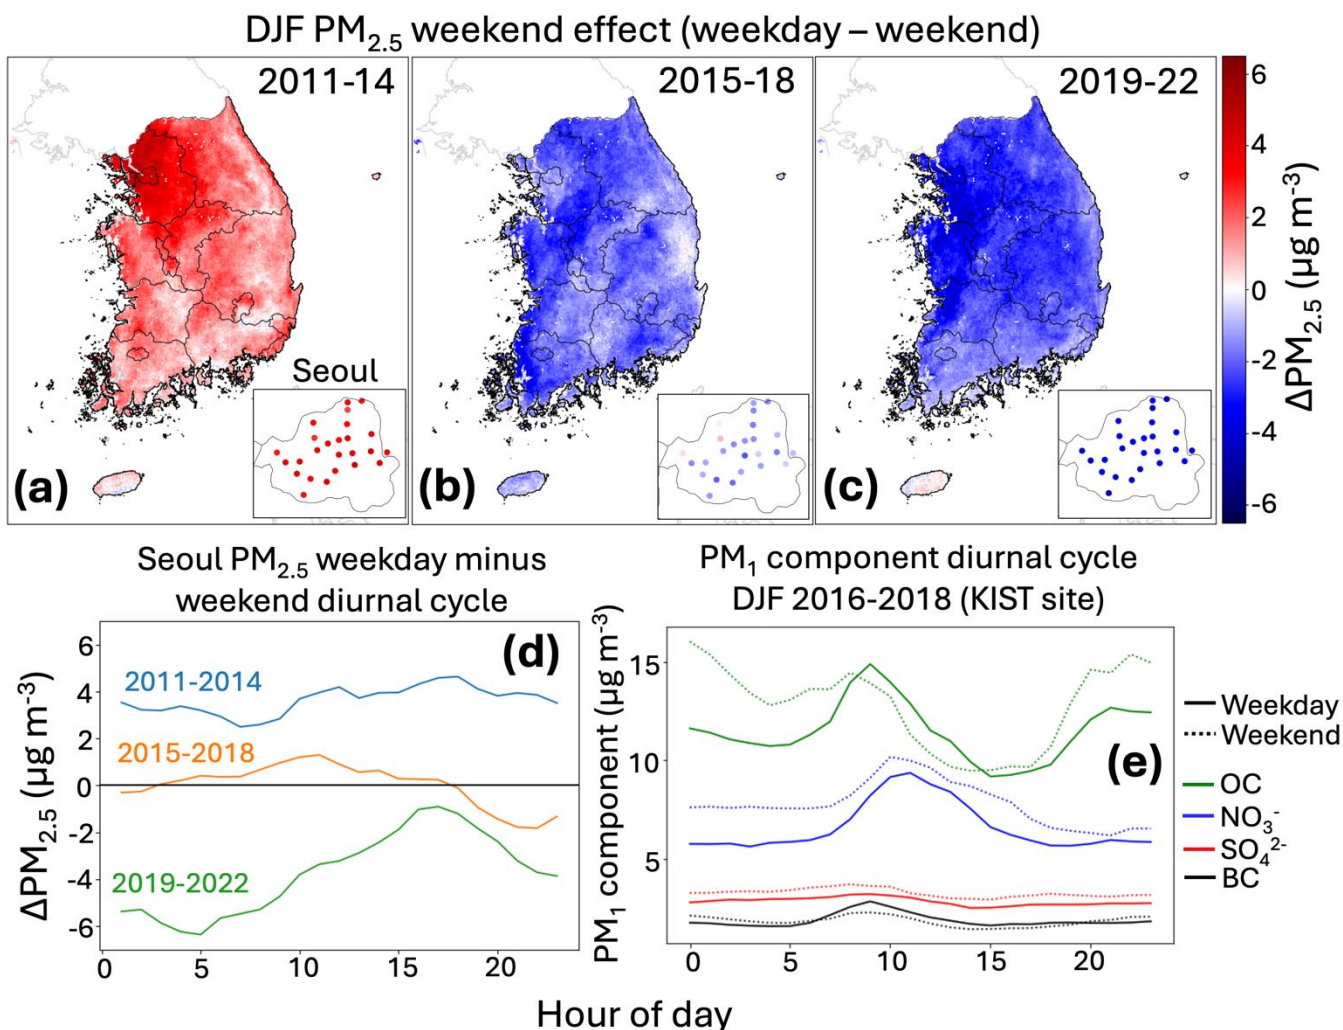 DJF PM₂.₅ weekend effect (weekday – weekend)
2011-14
2015-18
2019-22
Seoul
(a)
(b)
(c)
6
4
2
0
-2
-4
-6
ΔPM₂.₅ (µg m⁻³)
Seoul PM₂.₅ weekday minus
weekend diurnal cycle
(d)
ΔPM₂.₅ (µg m⁻³)
6
4
2
0
-2
-4
-6
2011-2014
2015-2018
2019-2022
0 5 10 15 20
PM₁ component diurnal cycle
DJF 2016-2018 (KIST site)
(e)
PM₁ component (µg m⁻³)
15
10
5
0 5 10 15 20
Weekday
Weekend
OC
NO₃⁻
SO₄²⁻
BC
Hour of day